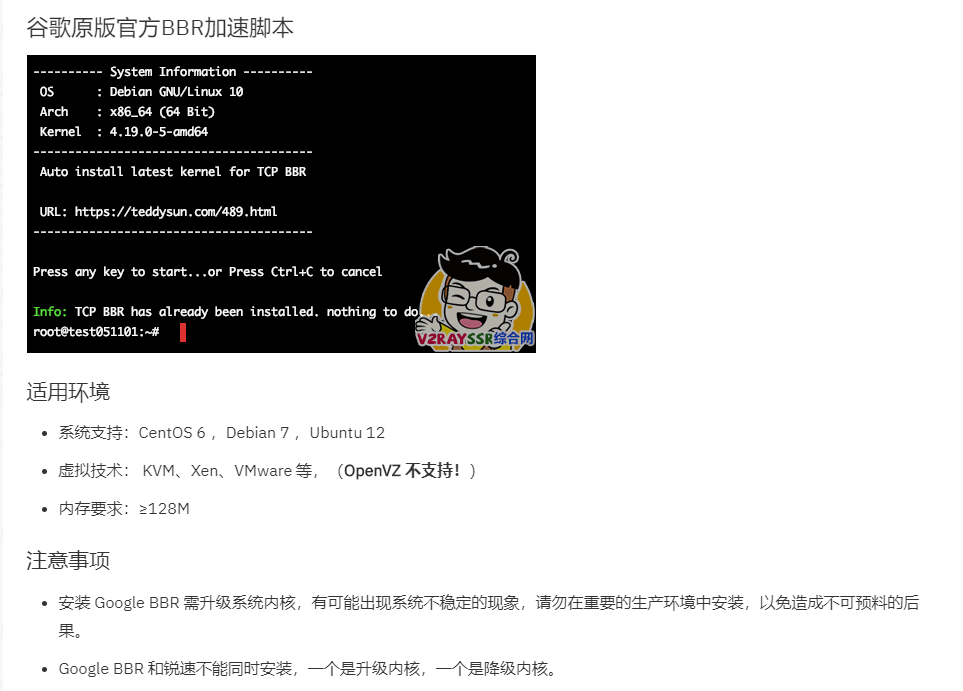 谷歌原版官方BBR加速脚本
---------- System Information ----------
OS      : Debian GNU/Linux 10
Arch    : x86_64 (64 Bit)
Kernel  : 4.19.0-5-amd64
----------------------------------------
Auto install latest kernel for TCP BBR
URL: https://teddysun.com/489.html
----------------------------------------
Press any key to start...or Press Ctrl+C to cancel
Info: TCP BBR has already been installed. nothing to do
root@test051101:~#
V2RAYSSR综合网
适用环境
系统支持：CentOS 6 ，Debian 7 ，Ubuntu 12
虚拟技术： KVM、Xen、VMware 等，（OpenVZ 不支持！）
内存要求：≥128M
注意事项
安装 Google BBR 需升级系统内核，有可能出现系统不稳定的现象，请勿在重要的生产环境中安装，以免造成不可预料的后
果。
Google BBR 和锐速不能同时安装，一个是升级内核，一个是降级内核。